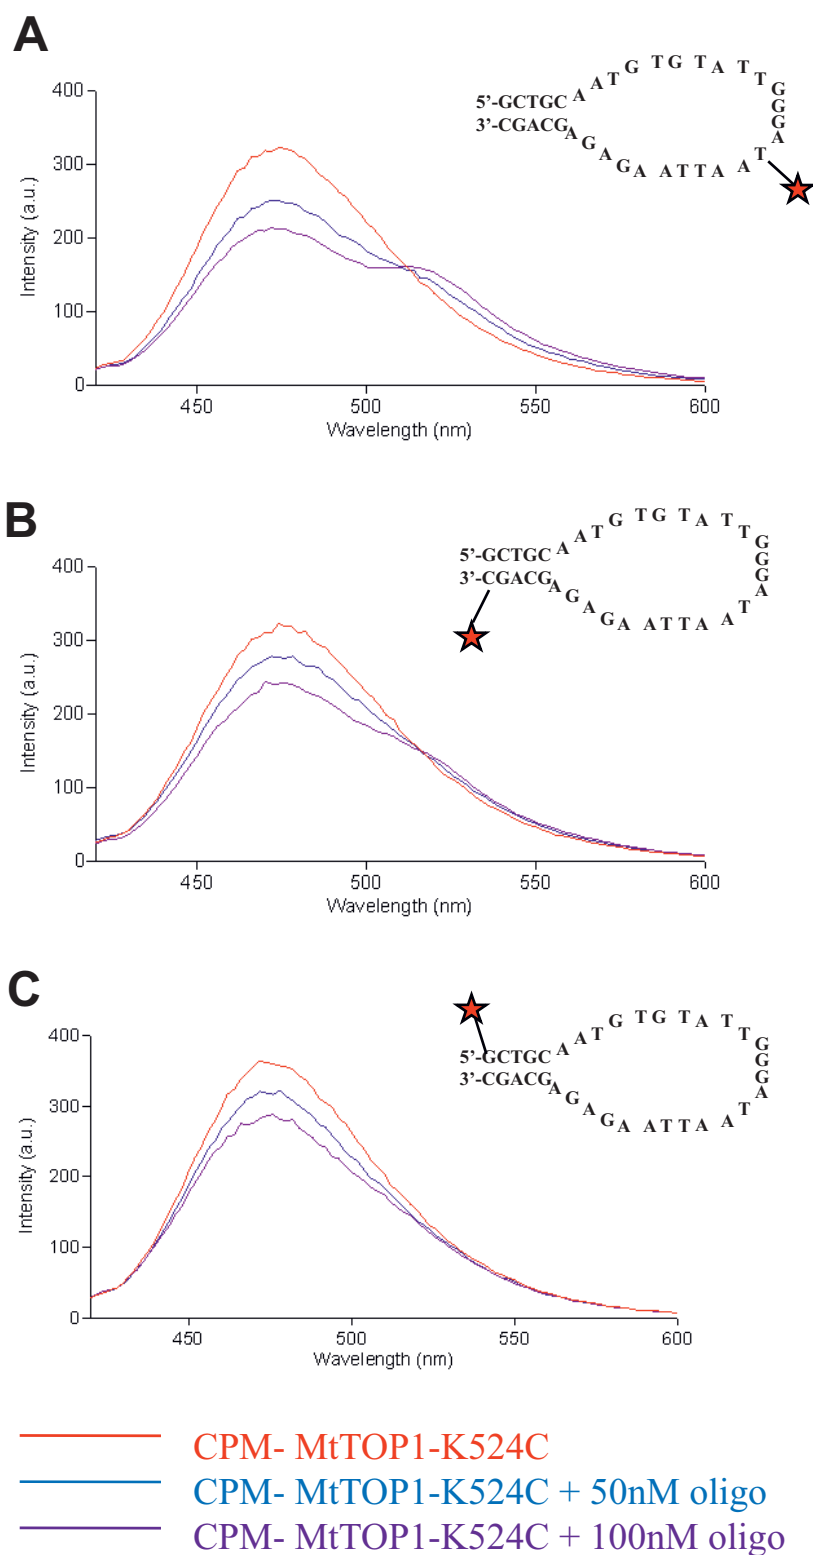 A
5'-GCTGC A A T G T G T A T T G G G A
3'-CGACG A G A G A A T T A A T
400
300
200
100
0
Intensity (a.u.)
450 500 550 600
Wavelength (nm)
B
5'-GCTGC A A T G T G T A T T G G G A
3'-CGACG A G A G A A T T A A T
400
300
200
100
0
Intensity (a.u.)
450 500 550 600
Wavelength (nm)
C
5'-GCTGC A A T G T G T A T T G G G A
3'-CGACG A G A G A A T T A A T
400
300
200
100
0
Intensity (a.u.)
450 500 550 600
Wavelength (nm)
CPM- MtTOP1-K524C
CPM- MtTOP1-K524C + 50nM oligo
CPM- MtTOP1-K524C + 100nM oligo